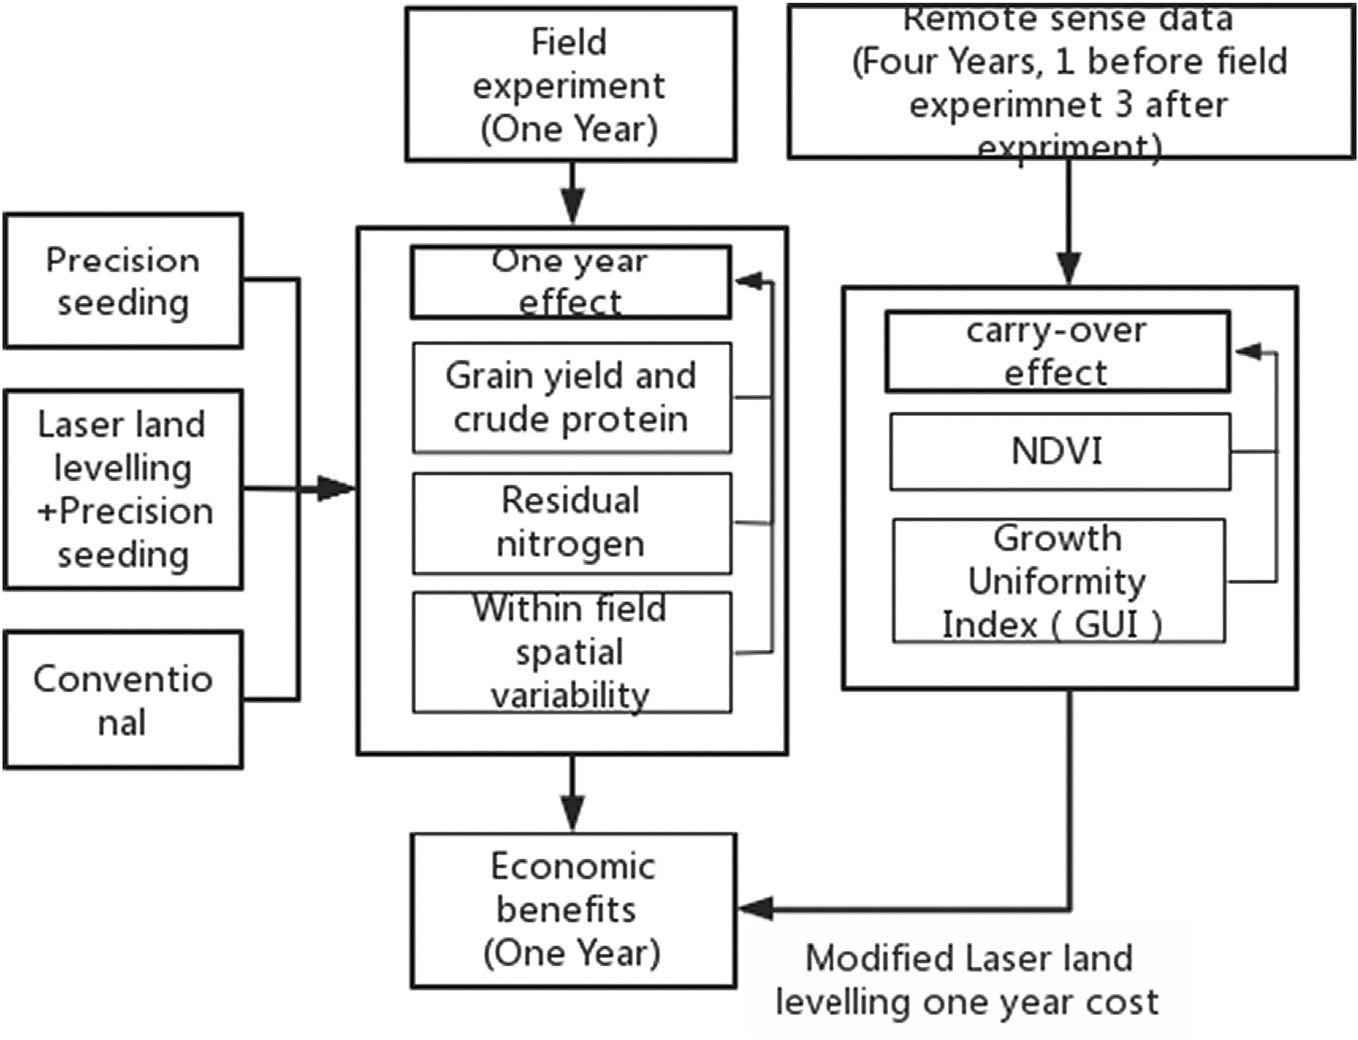 Field
experiment
(One Year)
Remote sense data
(Four Years, 1 before field
experimnet 3 after
expriment)
Precision
seeding
Laser land
levelling
+Precision
seeding
Conventio
nal
One year
effect
Grain yield and
crude protein
Residual
nitrogen
Within field
spatial
variability
carry-over
effect
NDVI
Growth
Uniformity
Index ( GUI )
Economic
benefits
(One Year)
Modified Laser land
levelling one year cost